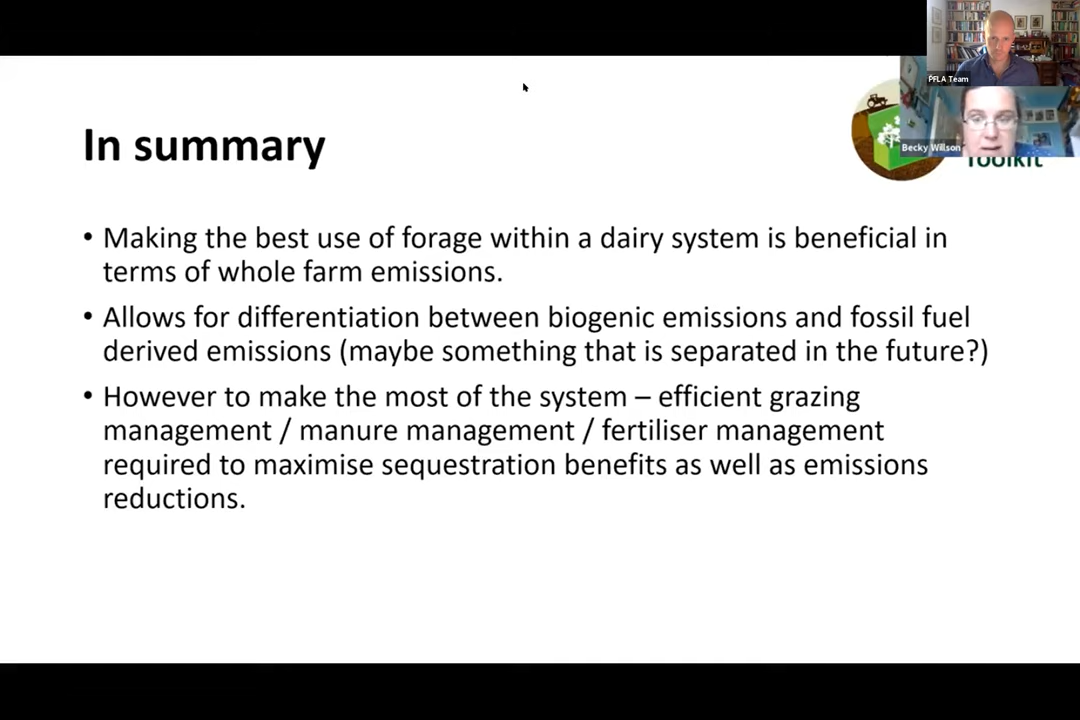 PFLA Team
Becky Willson
In summary
TOOLKIT
• Making the best use of forage within a dairy system is beneficial in
terms of whole farm emissions.
• Allows for differentiation between biogenic emissions and fossil fuel
derived emissions (maybe something that is separated in the future?)
• However to make the most of the system – efficient grazing
management / manure management / fertiliser management
required to maximise sequestration benefits as well as emissions
reductions.